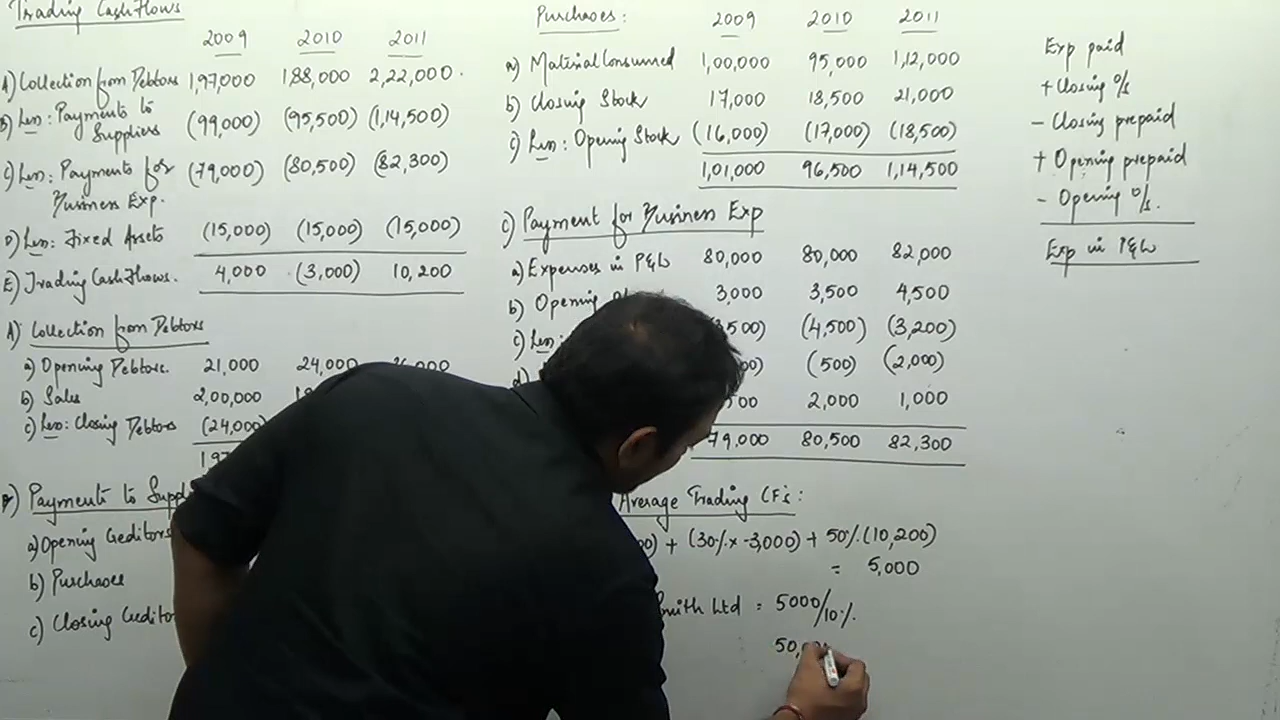 Trading Cash Flows
2009 2010 2011
A) Collection from Debtors 1,97,000 188,000 2,22,000
B) Less: Payments to Suppliers (99,000) (95,500) (1,14,500)
C) Less: Payments for Business Exp. (79,000) (80,500) (82,300)
D) Less: Fixed Assets (15,000) (15,000) (15,000)
E) Trading Cash Flows. 4,000 (3,000) 10,200
A) Collection from Debtors
a) Opening Debtors. 21,000 24,000
b) Sales 2,00,000
c) Less: Closing Debtors (24,000)
Payments to
a) Opening Creditors
b) Purchases
c) Closing
Purchases:
2009 2010 2011
a) Material Consumed 1,00,000 95,000 1,12,000
b) Closing Stock 17,000 18,500 21,000
c) Less: Opening Stock (16,000) (17,000) (18,500)
1,01,000 96,500 1,14,500
c) Payment for Business Exp
a) Expenses in P&L 80,000 80,000 82,000
b) Opening 3,000 3,500 4,500
c) Less: (4,500) (3,200)
d) (500) (2,000)
2,000 1,000
79,000 80,500 82,300
Average Trading CF's:
+ (30% x -3,000) + 50% (10,200)
= 5,000
Ltd = 5000/10%.
Exp paid
+ Closing o/s
- Closing prepaid
+ Opening prepaid
- Opening o/s.
Exp in P&L